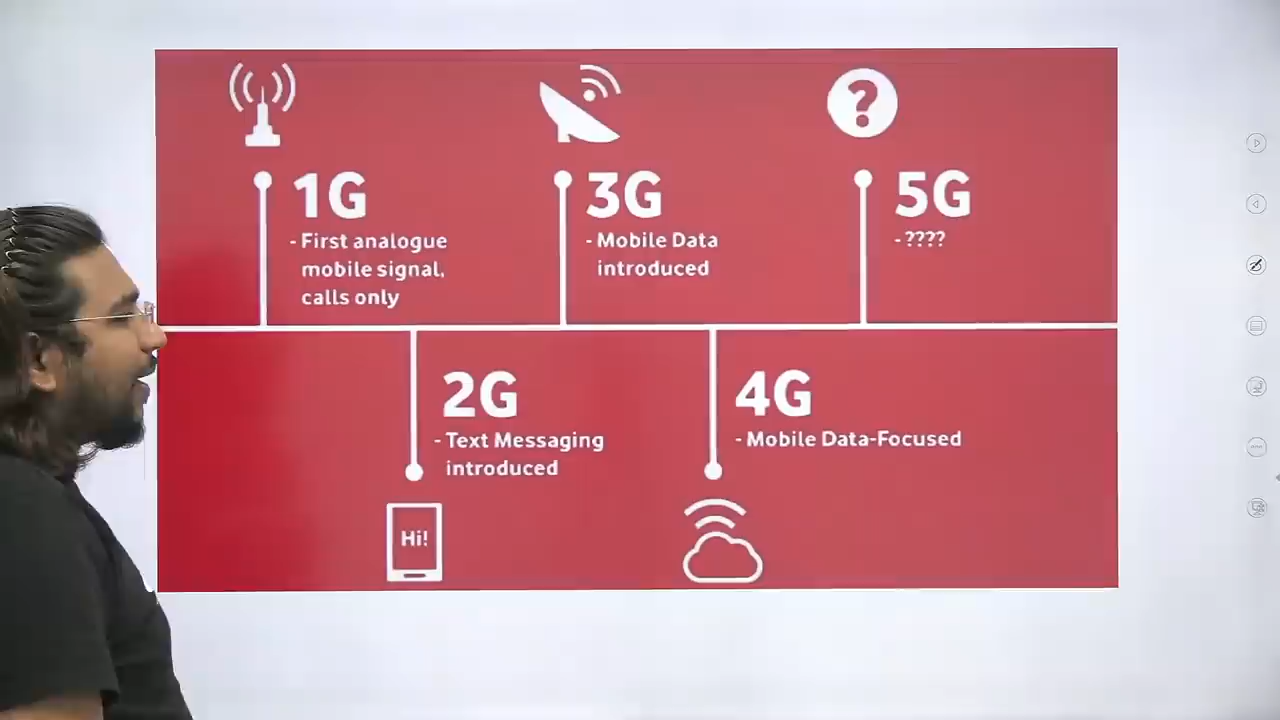 1G
- First analogue
mobile signal,
calls only
2G
- Text Messaging
introduced
Hi!
3G
- Mobile Data
introduced
4G
- Mobile Data-Focused
?
5G
- ????